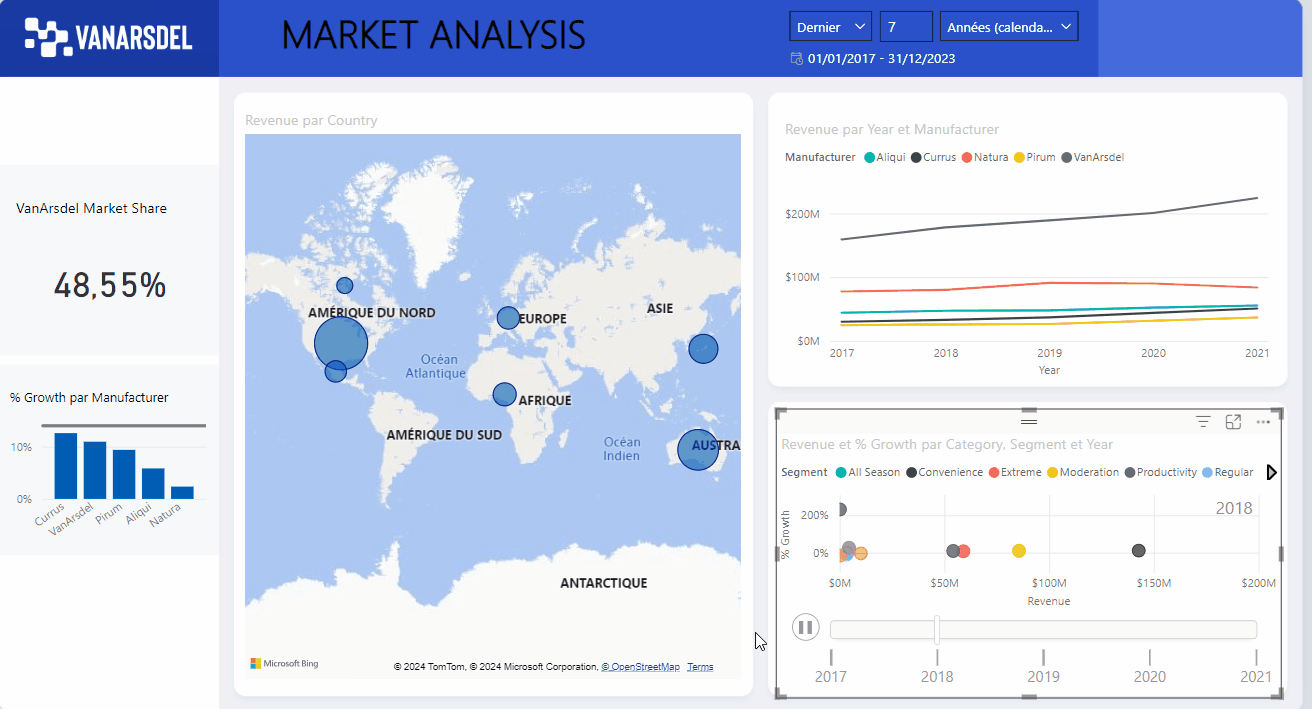 VANARSDEL
MARKET ANALYSIS
Dernier
7
Années (calenda...
01/01/2017 - 31/12/2023
VanArsdel Market Share
48,55%
% Growth par Manufacturer
10%
0%
Currus
VanArsdel
Pirum
Aliqui
Natura
Revenue par Country
AMÉRIQUE DU NORD
EUROPE
ASIE
Océan
Atlantique
AFRIQUE
AMÉRIQUE DU SUD
Océan
Indien
AUSTRA
ANTARCTIQUE
Microsoft Bing
© 2024 TomTom, © 2024 Microsoft Corporation, © OpenStreetMap Terms
Revenue par Year et Manufacturer
Manufacturer Aliqui Currus Natura Pirum VanArsdel
$200M
$100M
$0M
2017 2018 2019 2020 2021
Year
Revenue et % Growth par Category, Segment et Year
Segment All Season Convenience Extreme Moderation Productivity Regular
2018
% Growth
200%
0%
$0M $50M $100M $150M $200M
Revenue
2017 2018 2019 2020 2021